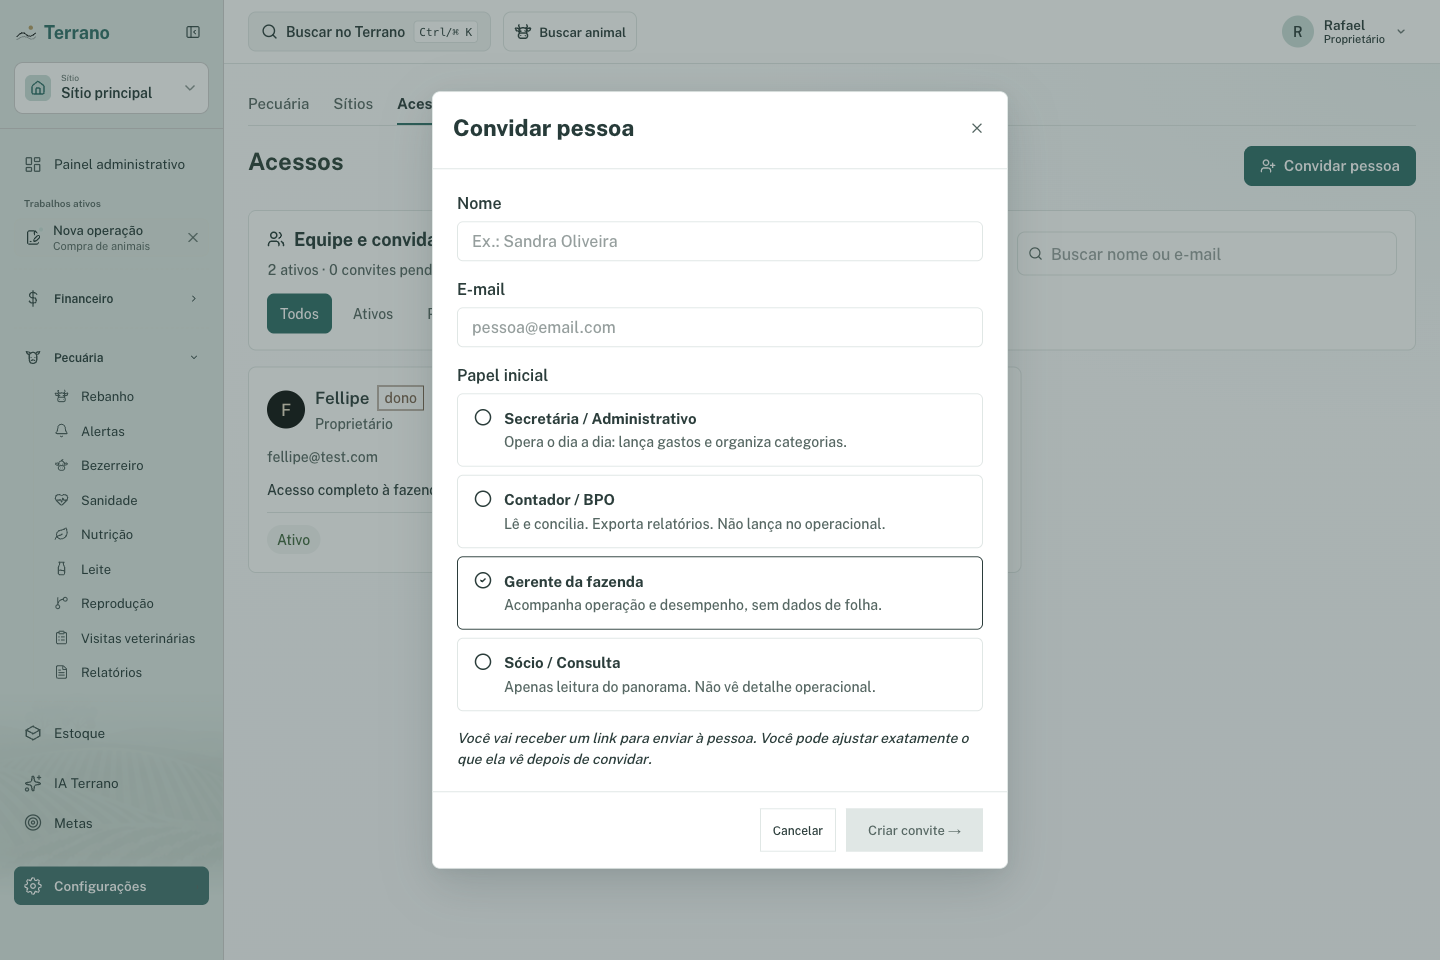 Terrano
Sítio
Sítio principal
Painel administrativo
Trabalhos ativos
Nova operação
Compra de animais
Financeiro
Pecuária
Rebanho
Alertas
Bezerreiro
Sanidade
Nutrição
Leite
Reprodução
Visitas veterinárias
Relatórios
Estoque
IA Terrano
Metas
Configurações
Buscar no Terrano Ctrl/⌘ K
Buscar animal
R
Rafael
Proprietário
Pecuária Sítios
Acessos
Convidar pessoa
2 ativos · 0 convites
Buscar nome ou e-mail
Todos Ativos
F
Fellipe dono
Proprietário
fellipe@test.com
Acesso completo à
Ativo
Convidar pessoa
Nome
Ex.: Sandra Oliveira
E-mail
pessoa@email.com
Papel inicial
Secretária / Administrativo
Opera o dia a dia: lança gastos e organiza categorias.
Contador / BPO
Lê e concilia. Exporta relatórios. Não lança no operacional.
Gerente da fazenda
Acompanha operação e desempenho, sem dados de folha.
Sócio / Consulta
Apenas leitura do panorama. Não vê detalhe operacional.
Você vai receber um link para enviar à pessoa. Você pode ajustar exatamente o
que ela vê depois de convidar.
Cancelar
Criar convite →